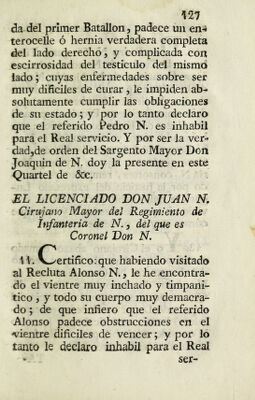 127
da del primer Batallon, padece un en-
terocelle ó hernia verdadera completa
del lado derecho, y complicada con
escirrosidad del testiculo del mismo
lado; cuyas enfermedades sobre ser
muy dificiles de curar, le impiden ab-
solutamente cumplir las obligaciones
de su estado; y por lo tanto declaro
que el referido Pedro N. es inhabil
para el Real servicio. Y por ser la ver-
dad, de orden del Sargento Mayor Don
Joaquin de N. doy la presente en este
Quartel de &c.
EL LICENCIADO DON JUAN N.
Cirujano Mayor del Regimiento de
Infanteria de N., del que es
Coronel Don N.
11. Certifico: que habiendo visitado
al Recluta Alonso N., le he encontra-
do el vientre muy inchado y timpani-
tico, y todo su cuerpo muy demacra-
do; de que infiero que el referido
Alonso padece obstrucciones en el
vientre dificiles de vencer; y por lo
tanto le declaro inhabil para el Real
ser-